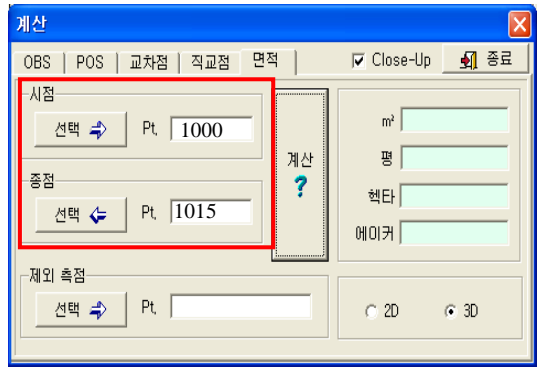 계산
OBS POS 교차점 직교점 면적 Close-Up 종료
시점
선택 Pt. 1000
종점
선택 Pt. 1015
계산
?
m²
평
헥타
에이커
제외 측점
선택 Pt.
2D 3D